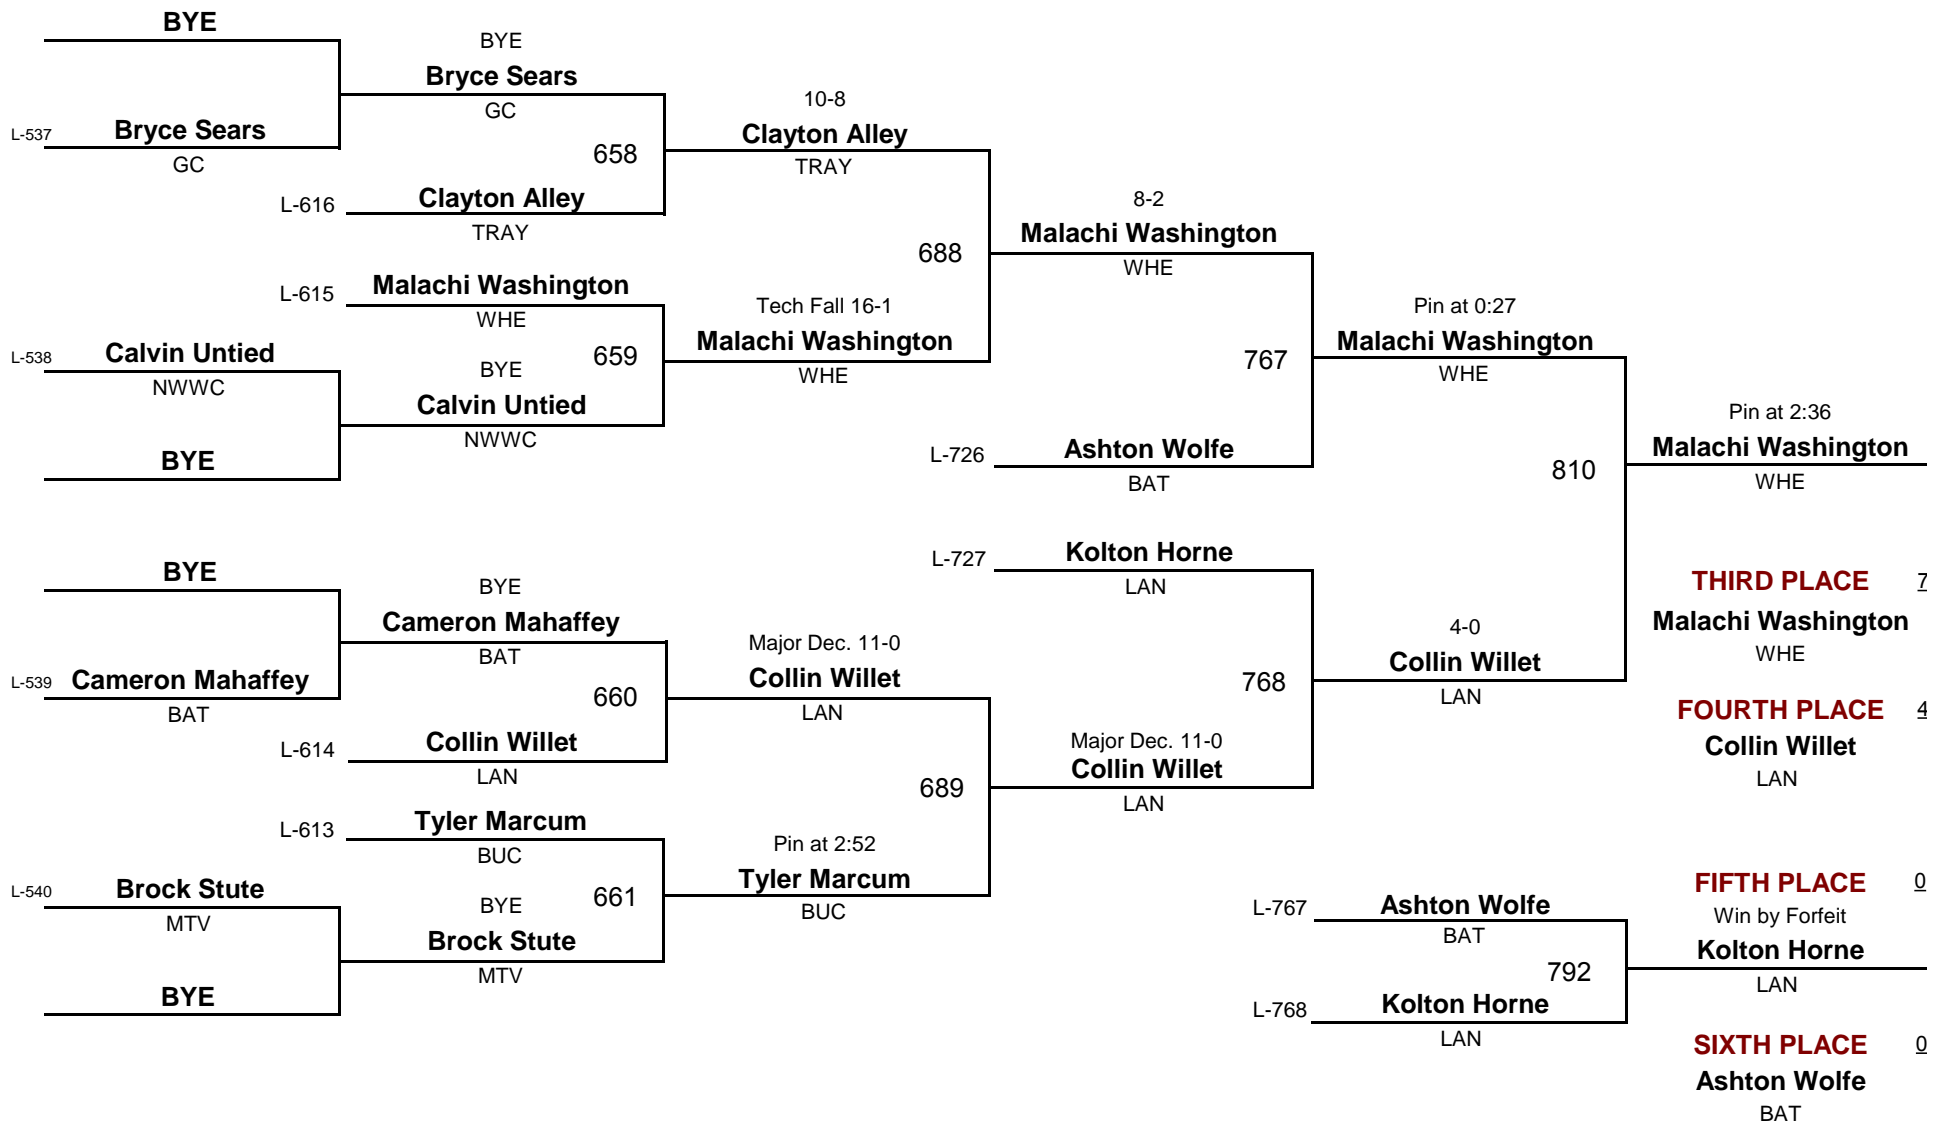 BYE
L-537 Bryce Sears
GC
BYE
Bryce Sears
GC
658
L-616 Clayton Alley
TRAY
10-8
Clayton Alley
TRAY
L-615 Malachi Washington
WHE
L-538 Calvin Untied
NWWC
BYE
BYE
Calvin Untied
NWWC
659
Tech Fall 16-1
Malachi Washington
WHE
688
8-2
Malachi Washington
WHE
767
L-726 Ashton Wolfe
BAT
Pin at 0:27
Malachi Washington
WHE
810
Pin at 2:36
Malachi Washington
WHE
BYE
L-539 Cameron Mahaffey
BAT
BYE
Cameron Mahaffey
BAT
660
L-614 Collin Willet
LAN
Major Dec. 11-0
Collin Willet
LAN
L-613 Tyler Marcum
BUC
L-540 Brock Stute
MTV
BYE
BYE
Brock Stute
MTV
661
Pin at 2:52
Tyler Marcum
BUC
689
L-727 Kolton Horne
LAN
768
Major Dec. 11-0
Collin Willet
LAN
4-0
Collin Willet
LAN
THIRD PLACE 7
Malachi Washington
WHE
FOURTH PLACE 4
Collin Willet
LAN
L-767 Ashton Wolfe
BAT
792
L-768 Kolton Horne
LAN
FIFTH PLACE 0
Win by Forfeit
Kolton Horne
LAN
SIXTH PLACE 0
Ashton Wolfe
BAT